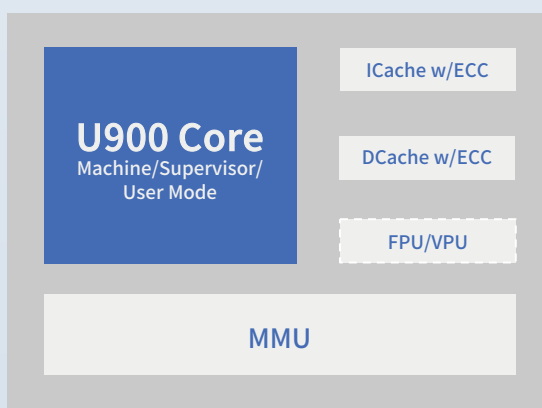 U900 Core
Machine/Supervisor/
User Mode
ICache w/ECC
DCache w/ECC
FPU/VPU
MMU